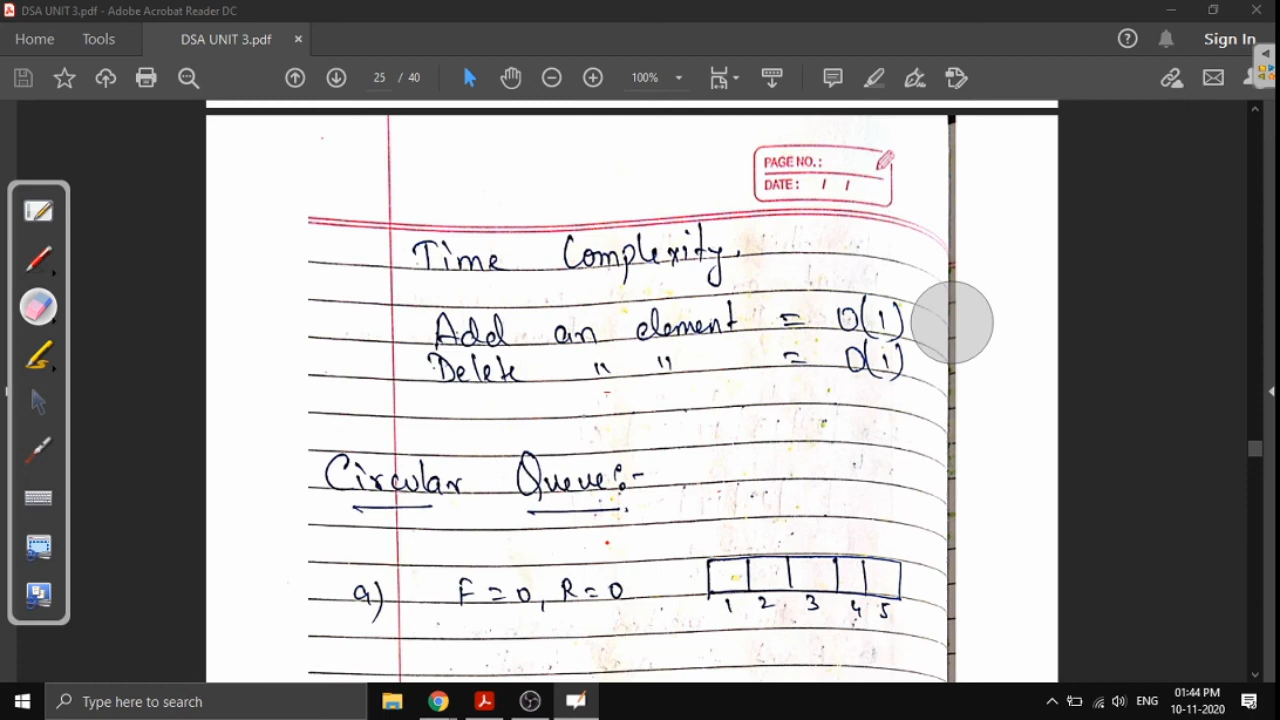 DSA UNIT 3.pdf - Adobe Acrobat Reader DC
Home Tools DSA UNIT 3.pdf × Sign In
25 / 40 100%
PAGE NO.:
DATE: / /
Time Complexity.
Add an element = O(1)
Delete " " = O(1)
Circular Queue:-
a) F = 0, R = 0
1 2 3 4 5
Type here to search
ENG
01:44 PM
10-11-2020